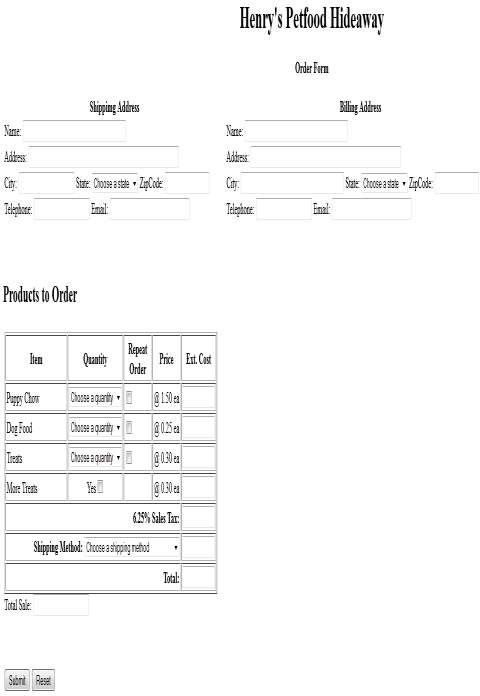 Henry's Petfood Hideaway
Order Form
Shipping Address
Name:
Address:
City: State: Choose a state ZipCode:
Telephone: Email:
Billing Address
Name:
Address:
City: State: Choose a state ZipCode:
Telephone: Email:
Products to Order
Item Quantity Repeat Order Price Ext. Cost
Puppy Chow Choose a quantity @ 1.50 ea
Dog Food Choose a quantity @ 0.25 ea
Treats Choose a quantity @ 0.30 ea
More Treats Yes @ 0.30 ea
6.25% Sales Tax:
Shipping Method: Choose a shipping method
Total:
Total Sale:
Submit Reset